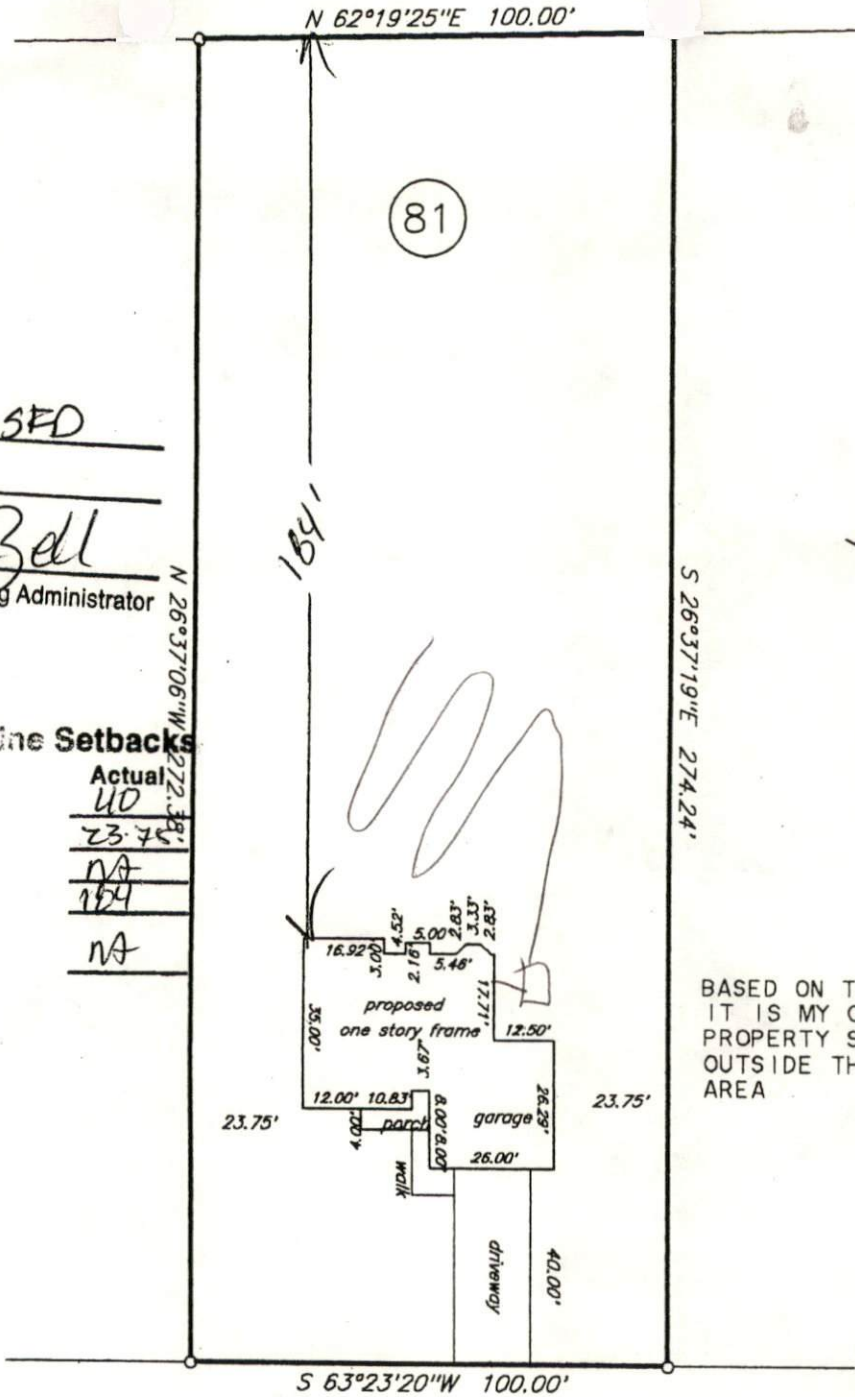 N 62°19'25"E 100.00'
81
SFD
Bell
g Administrator
184'
N 26°37'06"W 272.38'
S 26°37'19"E 274.24'
ine Setbacks
Actual
40
23.75
NA
184
NA
16.92'
3.00'
4.52'
2.16'
5.00'
5.46'
2.83'
3.33'
2.83'
17.71'
12.50'
35.00'
proposed
one story frame
3.97'
12.00'
10.83'
4.00'
porch
8.00'
8.00'
garage
26.29'
26.00'
23.75'
23.75'
walk
driveway
40.00'
BASED ON T
IT IS MY O
PROPERTY S
OUTSIDE TH
AREA
S 63°23'20"W 100.00'